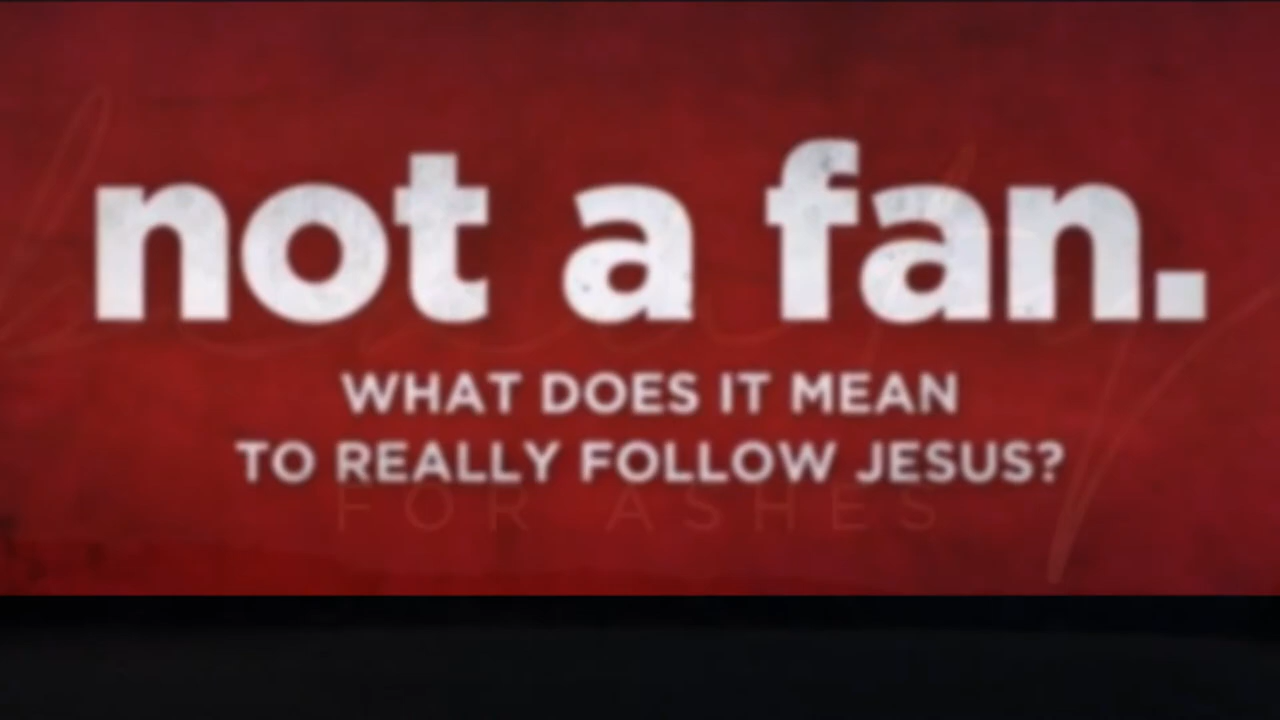 not a fan.
WHAT DOES IT MEAN
TO REALLY FOLLOW JESUS?
FOR ASHES